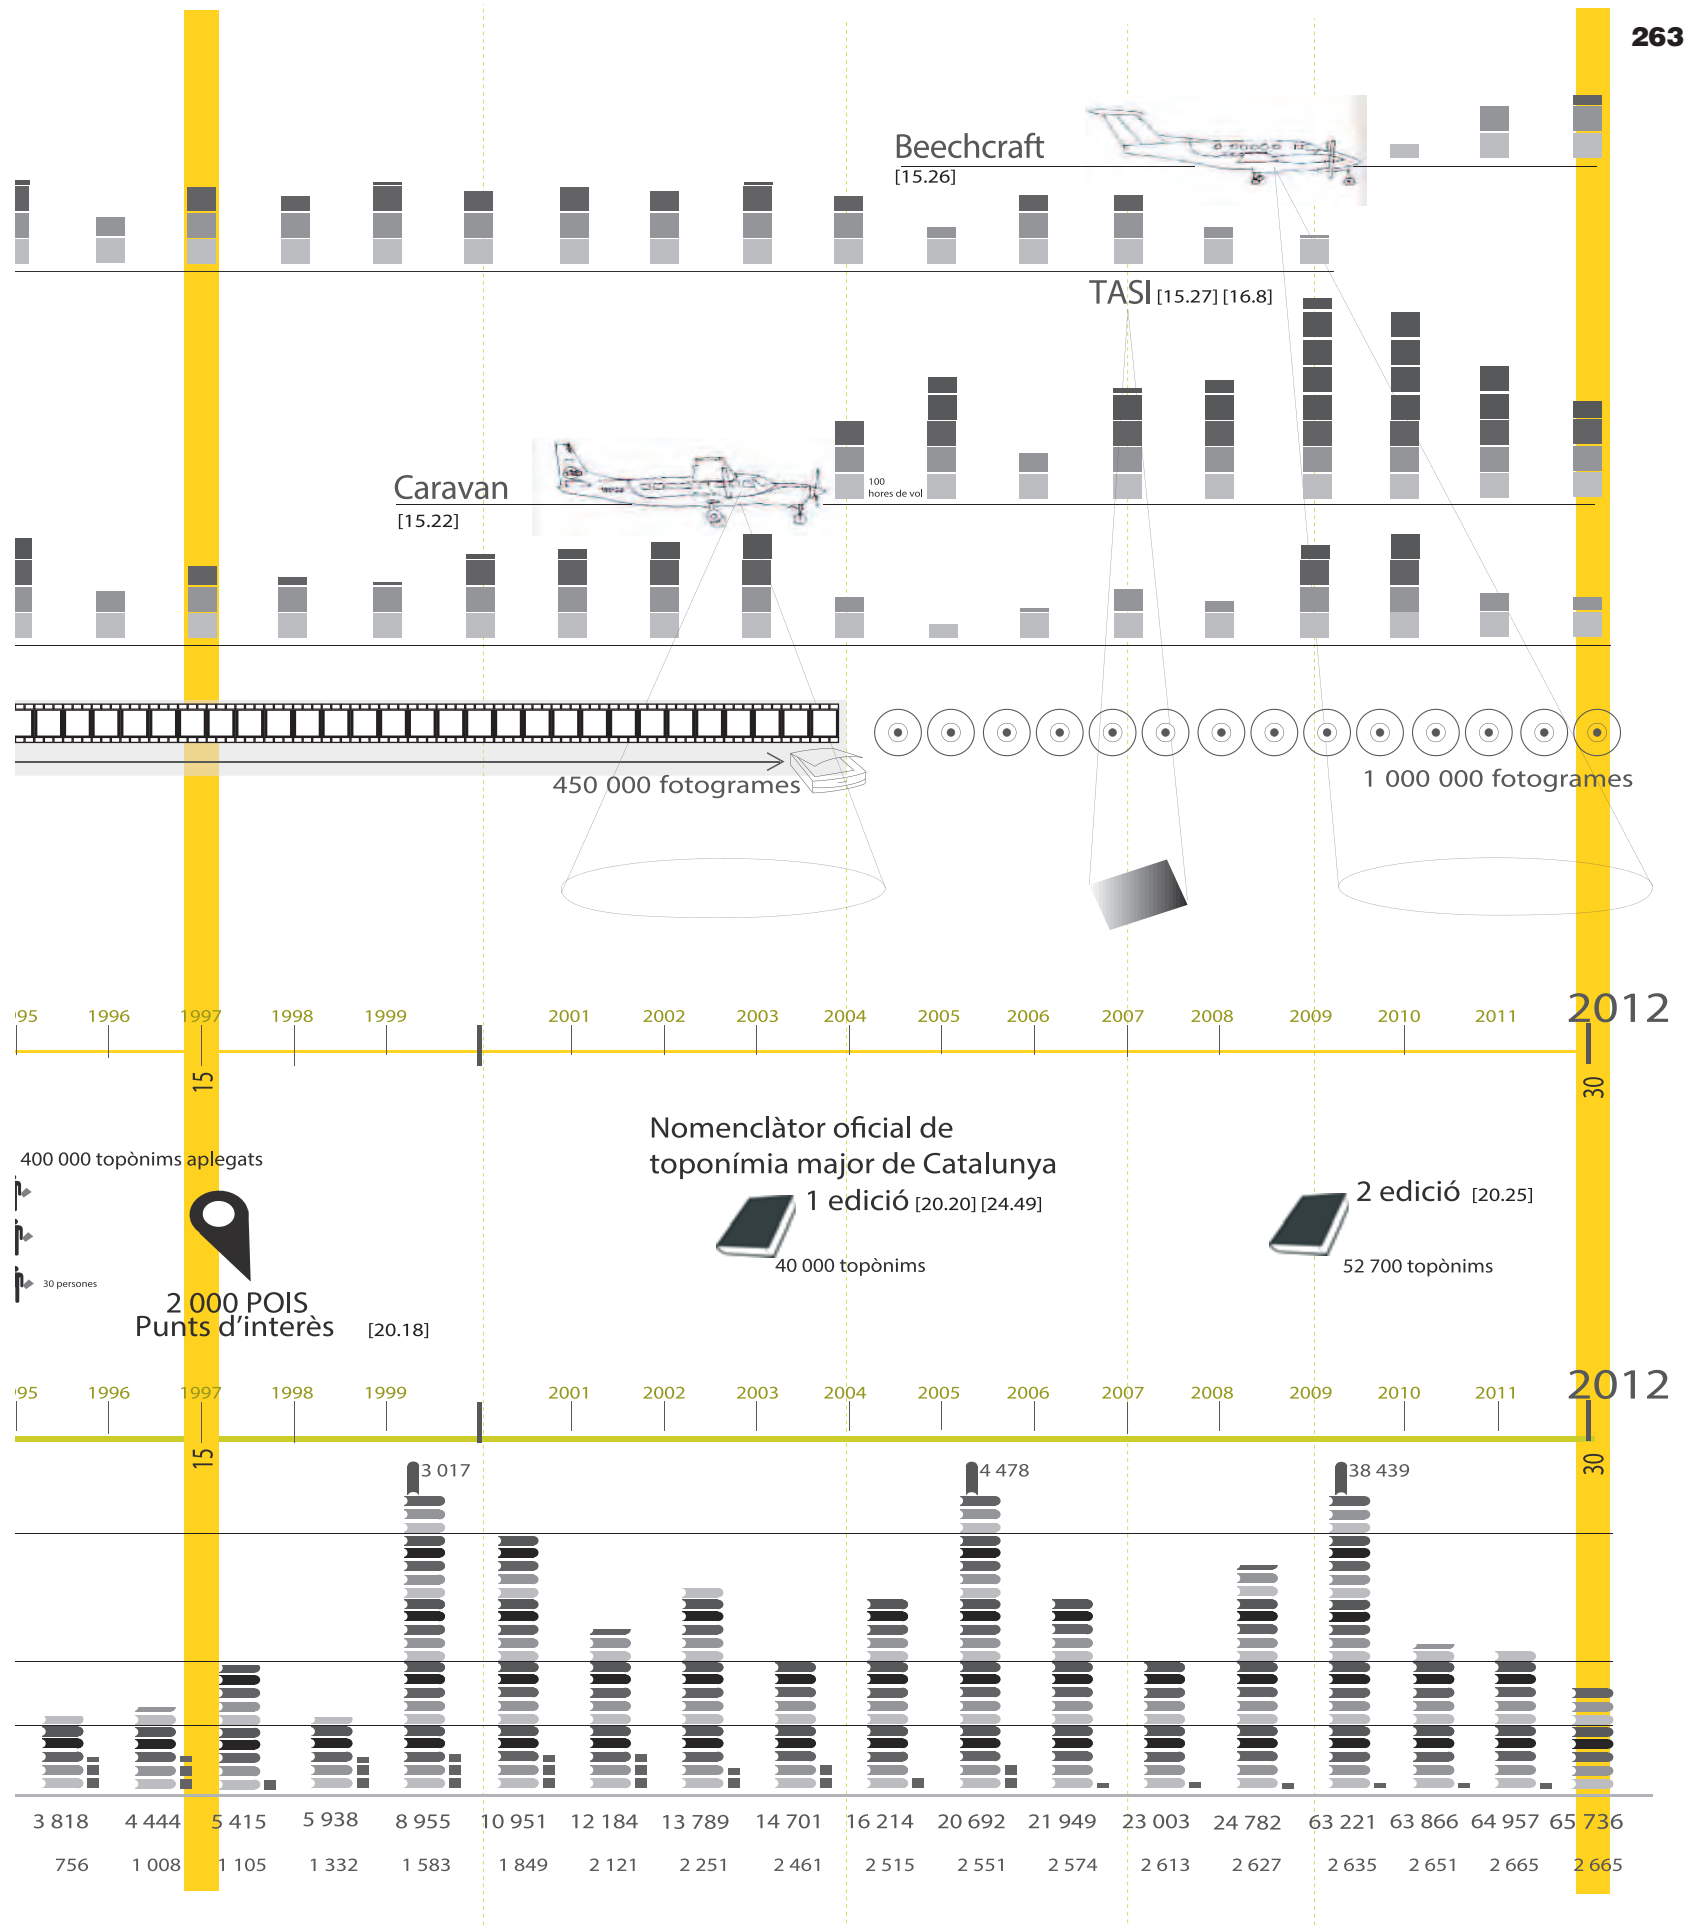 263
Beechcraft
[15.26]
TASI [15.27] [16.8]
Caravan
[15.22]
100
hores de vol
450 000 fotogrames
1 000 000 fotogrames
95 1996 1997 1998 1999 2001 2002 2003 2004 2005 2006 2007 2008 2009 2010 2011 2012
15
30
400 000 topònims aplegats
30 persones
2 000 POIS
Punts d'interès [20.18]
Nomenclàtor oficial de
toponímia major de Catalunya
1 edició [20.20] [24.49]
40 000 topònims
2 edició [20.25]
52 700 topònims
95 1996 1997 1998 1999 2001 2002 2003 2004 2005 2006 2007 2008 2009 2010 2011 2012
15
30
3 017
4 478
38 439
3 818 4 444 5 415 5 938 8 955 10 951 12 184 13 789 14 701 16 214 20 692 21 949 23 003 24 782 63 221 63 866 64 957 65 736
756 1 008 1 105 1 332 1 583 1 849 2 121 2 251 2 461 2 515 2 551 2 574 2 613 2 627 2 635 2 651 2 665 2 665